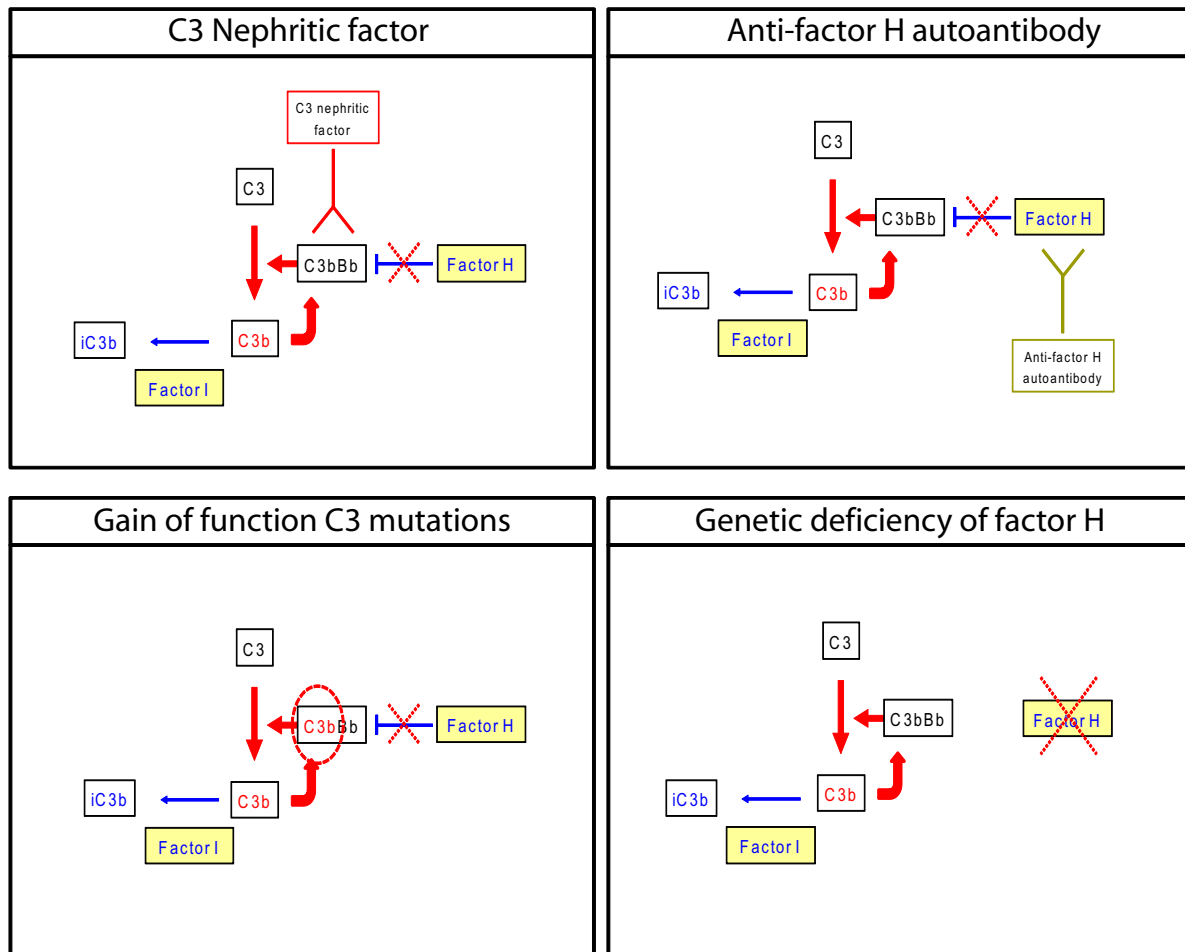 C3 Nephritic factor
C3 nephritic
factor
C3
C3bBb
Factor H
iC3b
C3b
Factor I
Anti-factor H autoantibody
C3
C3bBb
Factor H
iC3b
C3b
Factor I
Anti-factor H
autoantibody
Gain of function C3 mutations
C3
C3bBb
Factor H
iC3b
C3b
Factor I
Genetic deficiency of factor H
C3
C3bBb
Factor H
iC3b
C3b
Factor I